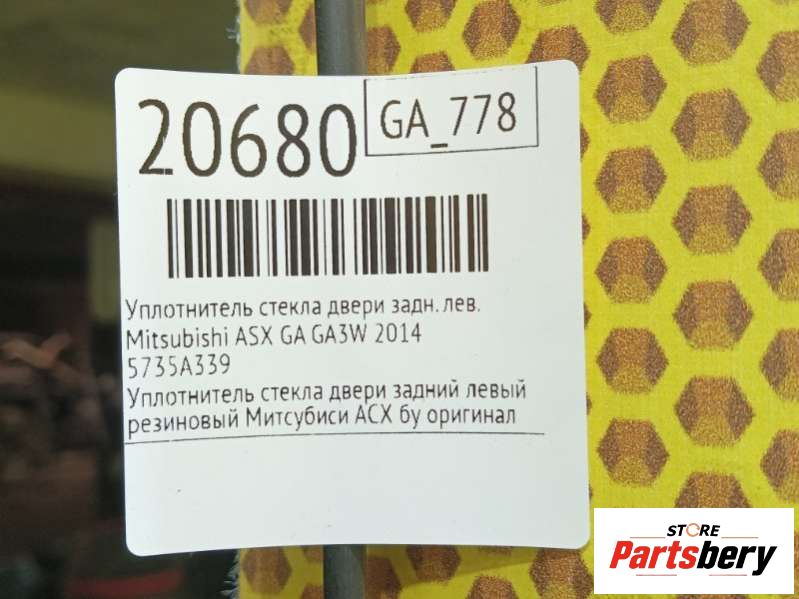 20680
GA_778
Уплотнитель стекла двери задн. лев.
Mitsubishi ASX GA GA3W 2014
5735A339
Уплотнитель стекла двери задний левый
резиновый Митсубиси АСХ бу оригинал
STORE
Partsbery